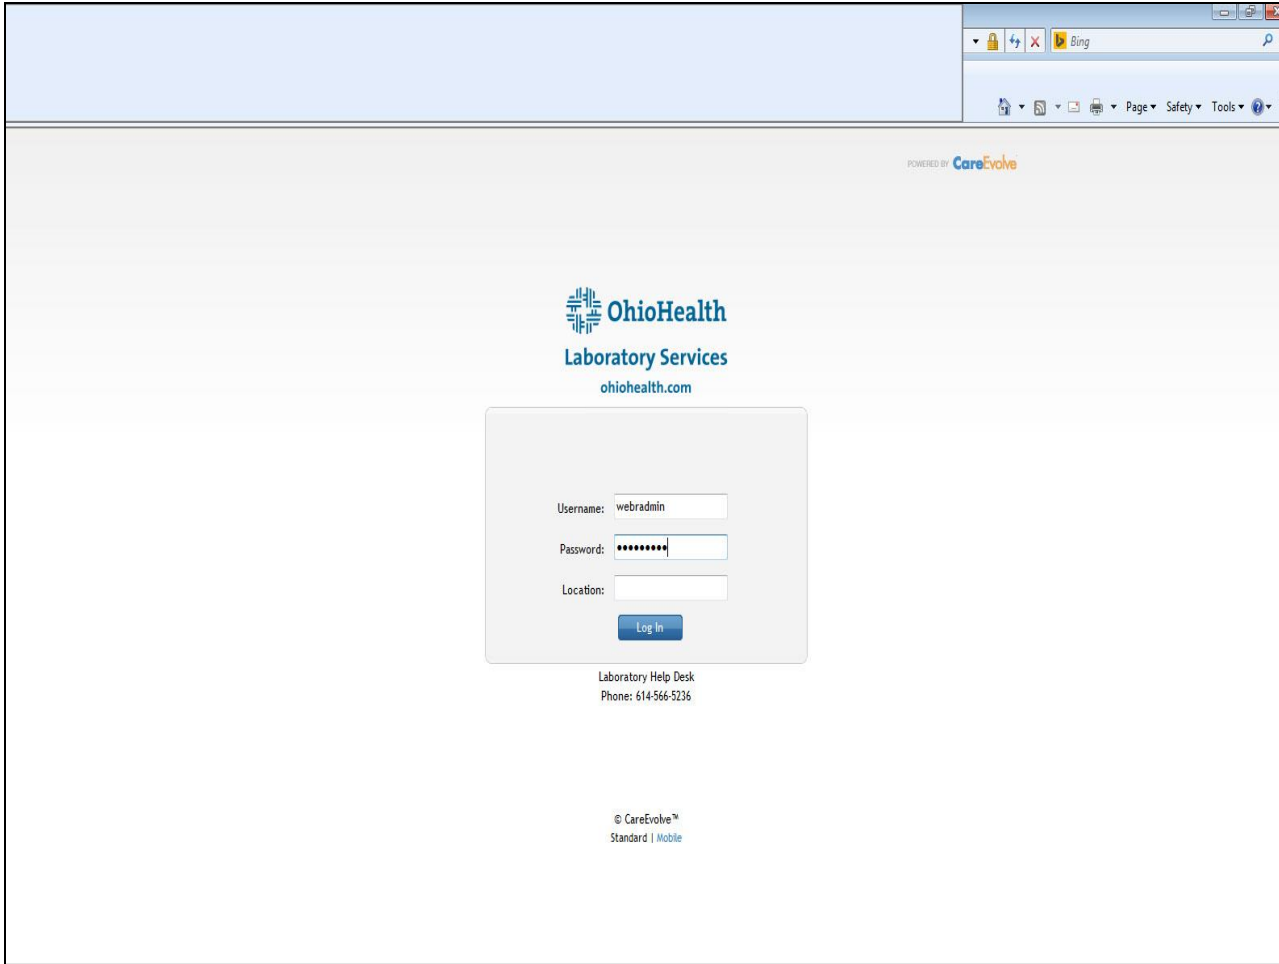 Bing
Page Safety Tools
POWERED BY CareEvolve
OhioHealth
Laboratory Services
ohiohealth.com
Username: webradmin
Password: •••••••••
Location:
Log In
Laboratory Help Desk
Phone: 614-566-5236
© CareEvolve™
Standard | Mobile